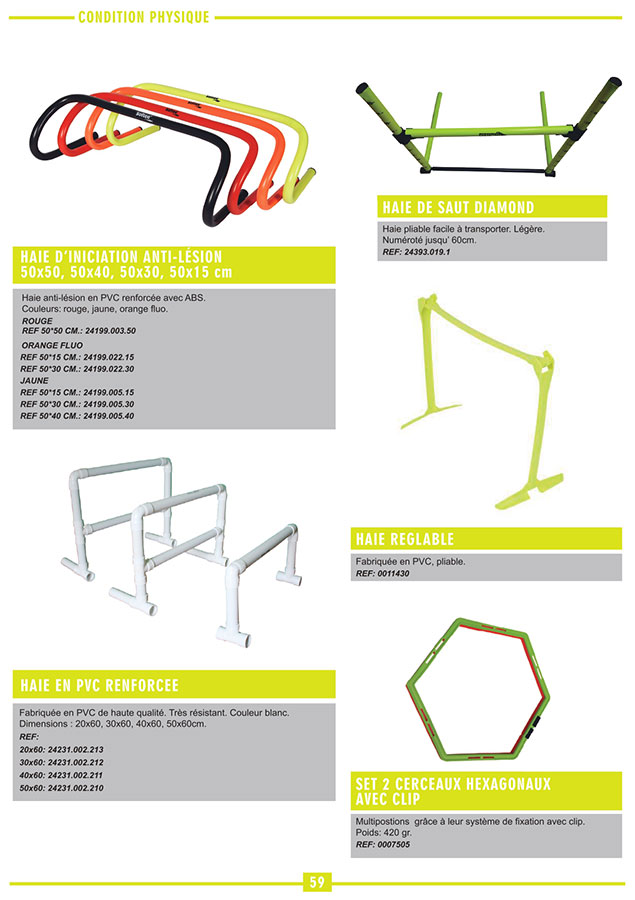 CONDITION PHYSIQUE
HAIE D'INICIATION ANTI-LÉSION
50x50, 50x40, 50x30, 50x15 cm
Haie anti-lésion en PVC renforcée avec ABS.
Couleurs: rouge, jaune, orange fluo.
ROUGE
REF 50*50 CM.: 24199.003.50
ORANGE FLUO
REF 50*15 CM.: 24199.022.15
REF 50*30 CM.: 24199.022.30
JAUNE
REF 50*15 CM.: 24199.005.15
REF 50*30 CM.: 24199.005.30
REF 50*40 CM.: 24199.005.40
HAIE DE SAUT DIAMOND
Haie pliable facile à transporter. Légère.
Numéroté jusqu' 60cm.
REF: 24393.019.1
HAIE REGLABLE
Fabriquée en PVC, pliable.
REF: 0011430
HAIE EN PVC RENFORCEE
Fabriquée en PVC de haute qualité. Très résistant. Couleur blanc.
Dimensions : 20x60, 30x60, 40x60, 50x60cm.
REF:
20x60: 24231.002.213
30x60: 24231.002.212
40x60: 24231.002.211
50x60: 24231.002.210
SET 2 CERCEAUX HEXAGONAUX
AVEC CLIP
Multipostions grâce à leur système de fixation avec clip.
Poids: 420 gr.
REF: 0007505
59